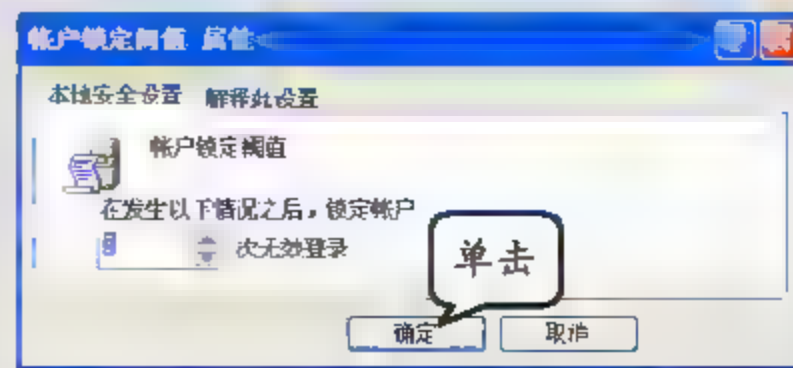 帐户锁定阈值 属性
本地安全设置 解释此设置
帐户锁定阈值
在发生以下情况之后，锁定帐户
次无效登录
单击
确定 取消